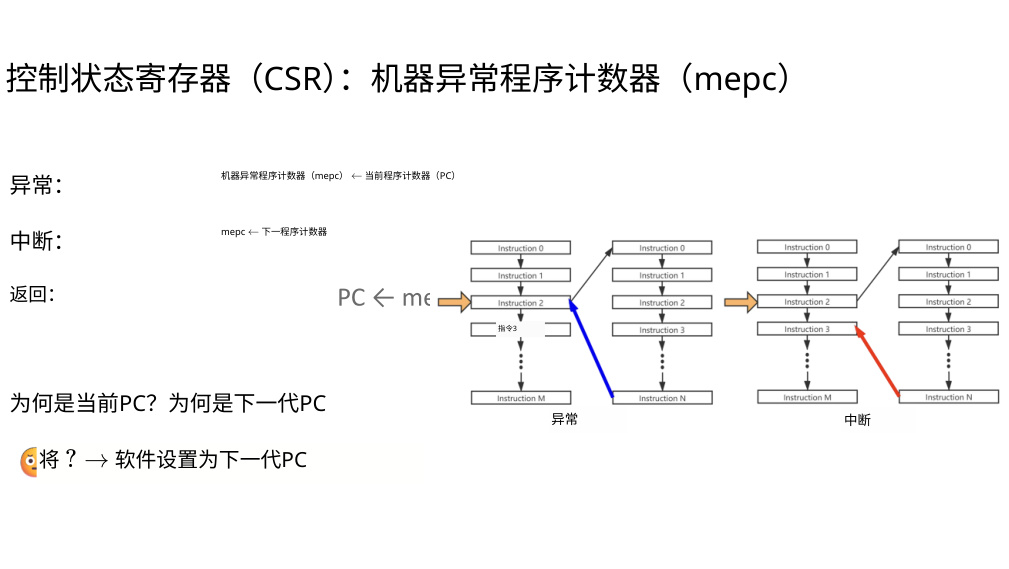 控制状态寄存器（CSR）：机器异常程序计数器（mepc）
异常：
机器异常程序计数器（mepc） ← 当前程序计数器（PC）
中断：
mepc ← 下一程序计数器
返回：
PC ← me
Instruction 0
Instruction 1
Instruction 2
指令3
Instruction M
Instruction 0
Instruction 1
Instruction 2
Instruction 3
Instruction N
异常
Instruction 0
Instruction 1
Instruction 2
Instruction 3
Instruction M
Instruction 0
Instruction 1
Instruction 2
Instruction 3
Instruction N
中断
为何是当前PC？为何是下一代PC
将 ? → 软件设置为下一代PC